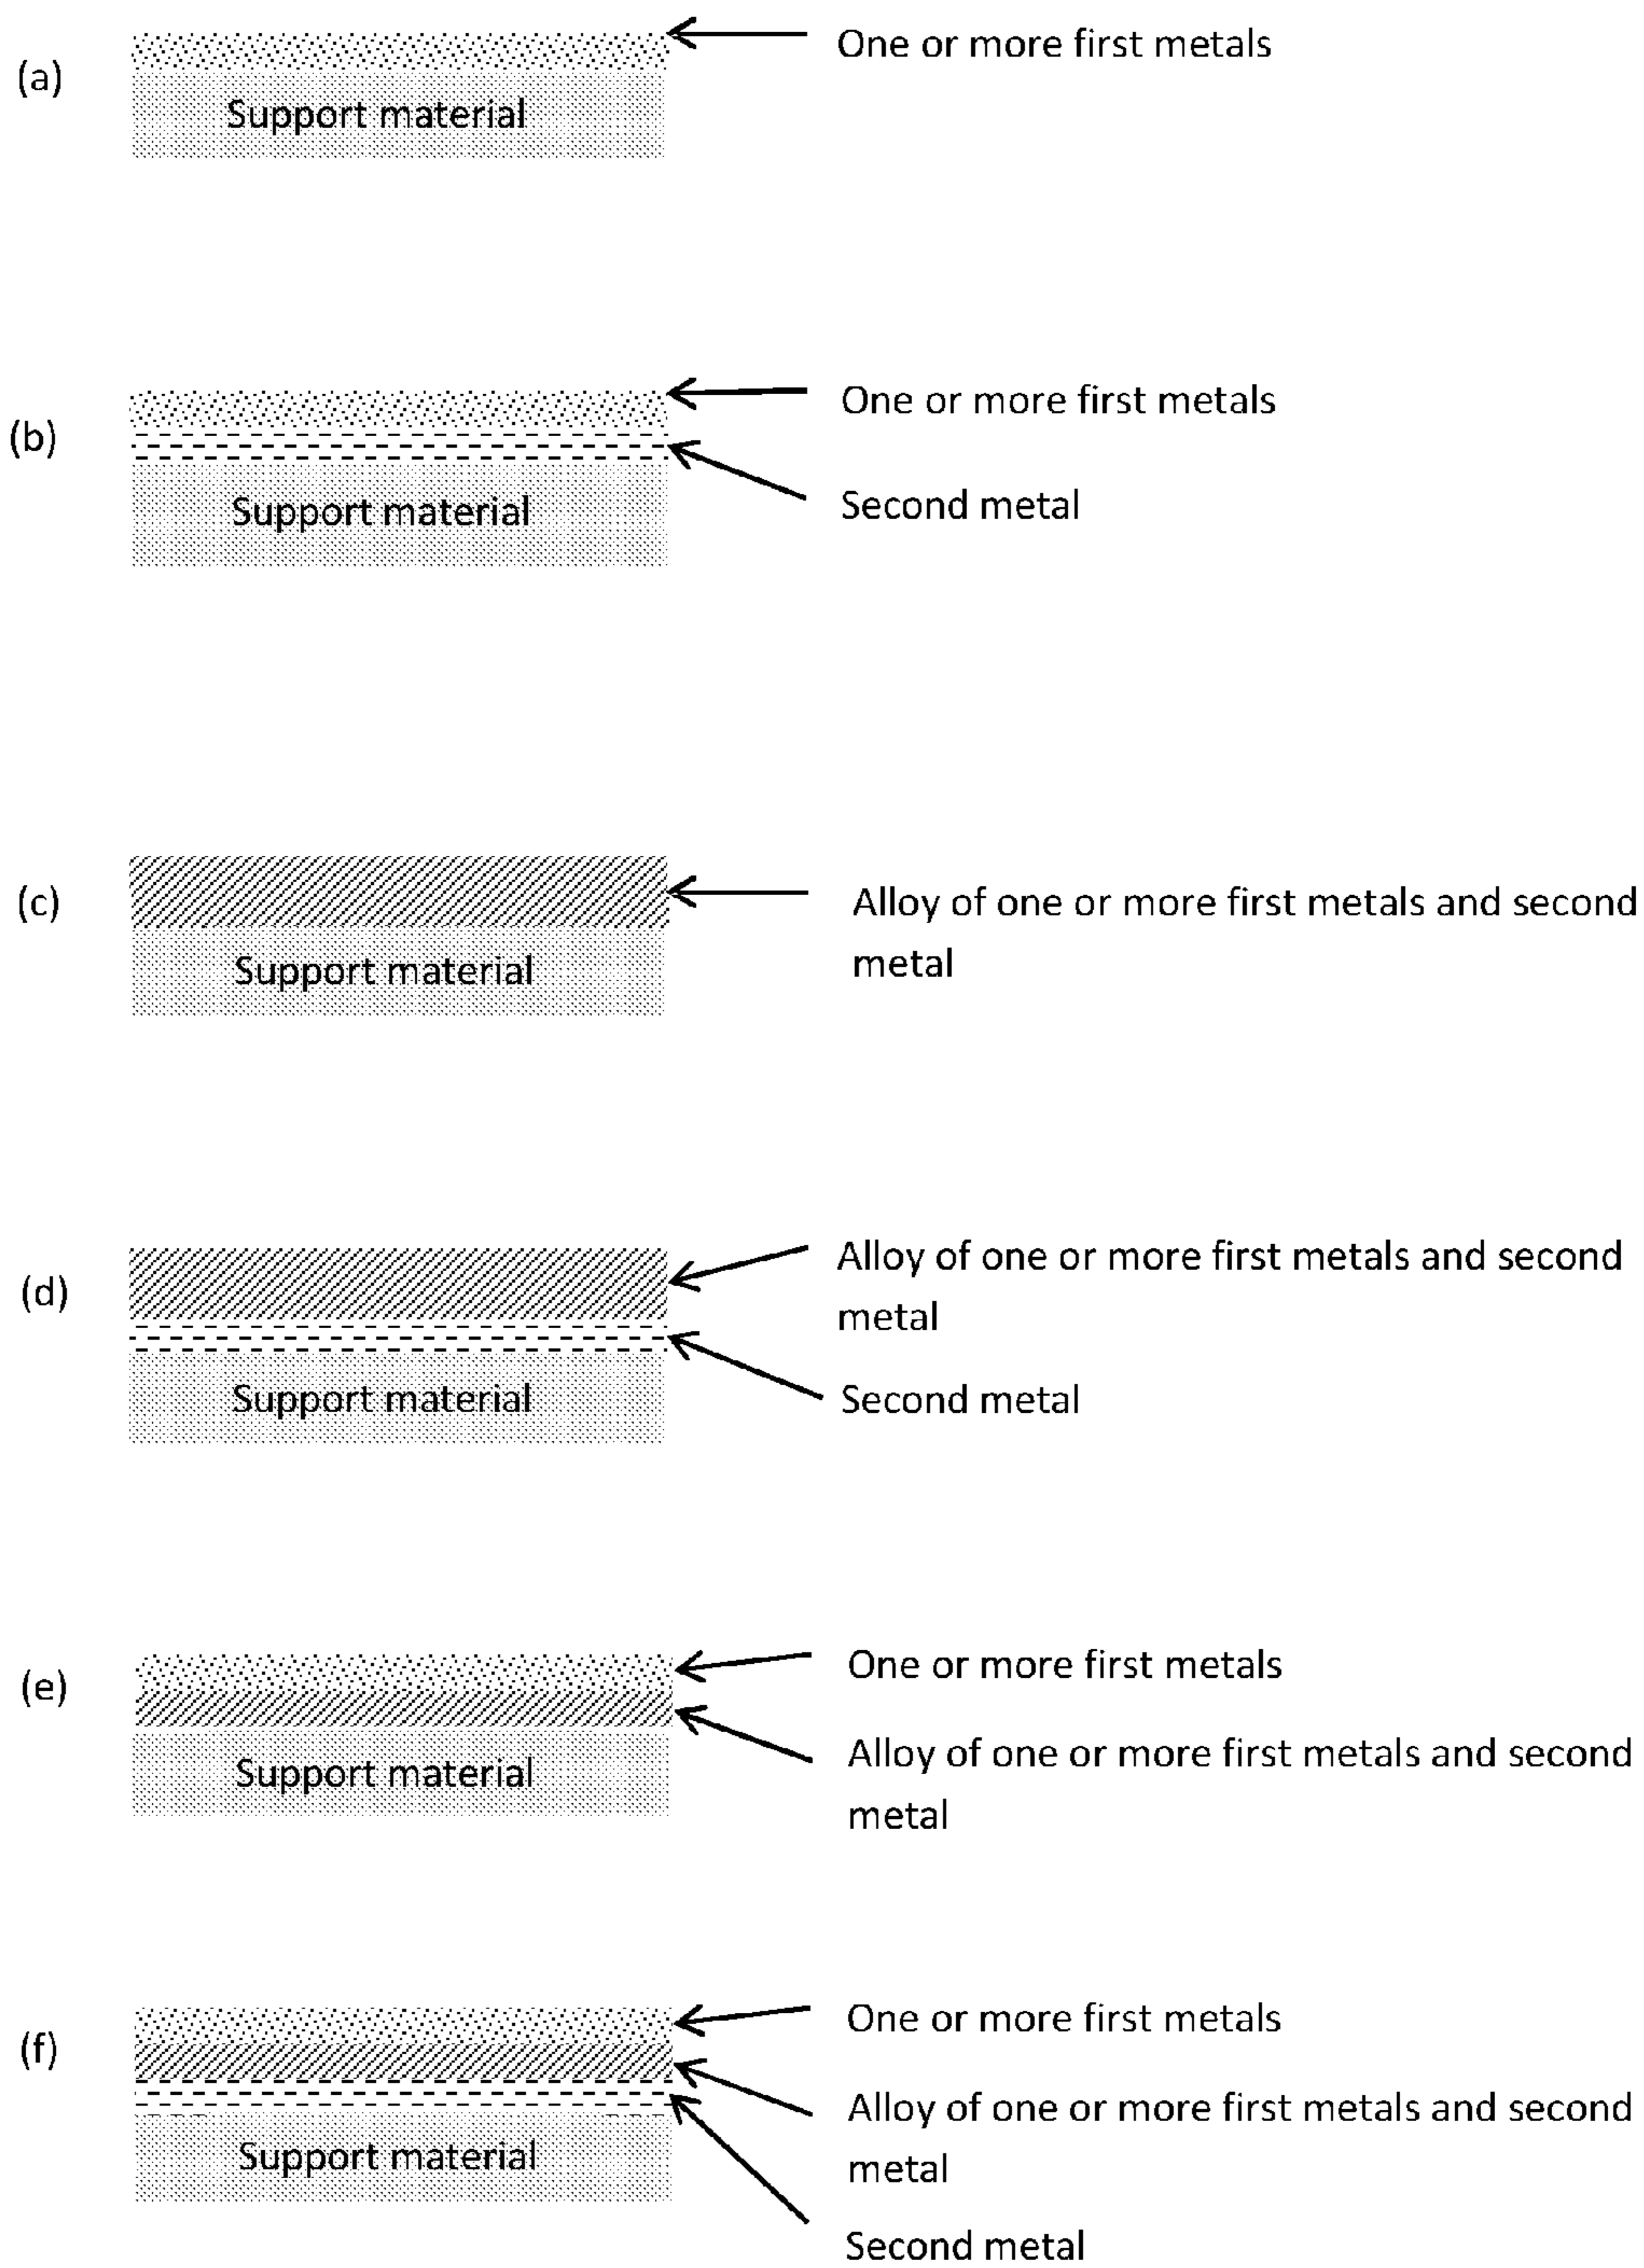 (a)
One or more first metals
Support material
(b)
One or more first metals
Second metal
Support material
(c)
Alloy of one or more first metals and second
metal
Support material
(d)
Alloy of one or more first metals and second
metal
Second metal
Support material
(e)
One or more first metals
Alloy of one or more first metals and second
metal
Support material
(f)
One or more first metals
Alloy of one or more first metals and second
metal
Support material
Second metal